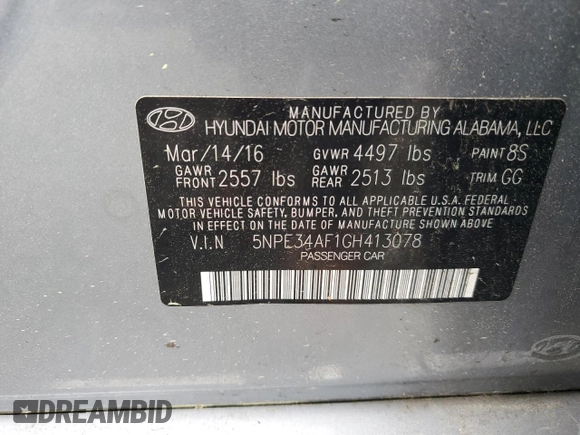 MANUFACTURED BY
HYUNDAI MOTOR MANUFACTURING ALABAMA, LLC
Mar/14/16 GVWR 4497 lbs PAINT 8S
GAWR FRONT 2557 lbs GAWR REAR 2513 lbs TRIM GG
THIS VEHICLE CONFORMS TO ALL APPLICABLE U.S.A. FEDERAL
MOTOR VEHICLE SAFETY, BUMPER, AND THEFT PREVENTION STANDARDS
IN EFFECT ON THE DATE OF MANUFACTURE SHOWN ABOVE.
V.I.N 5NPE34AF1GH413078
PASSENGER CAR
DREAMBID